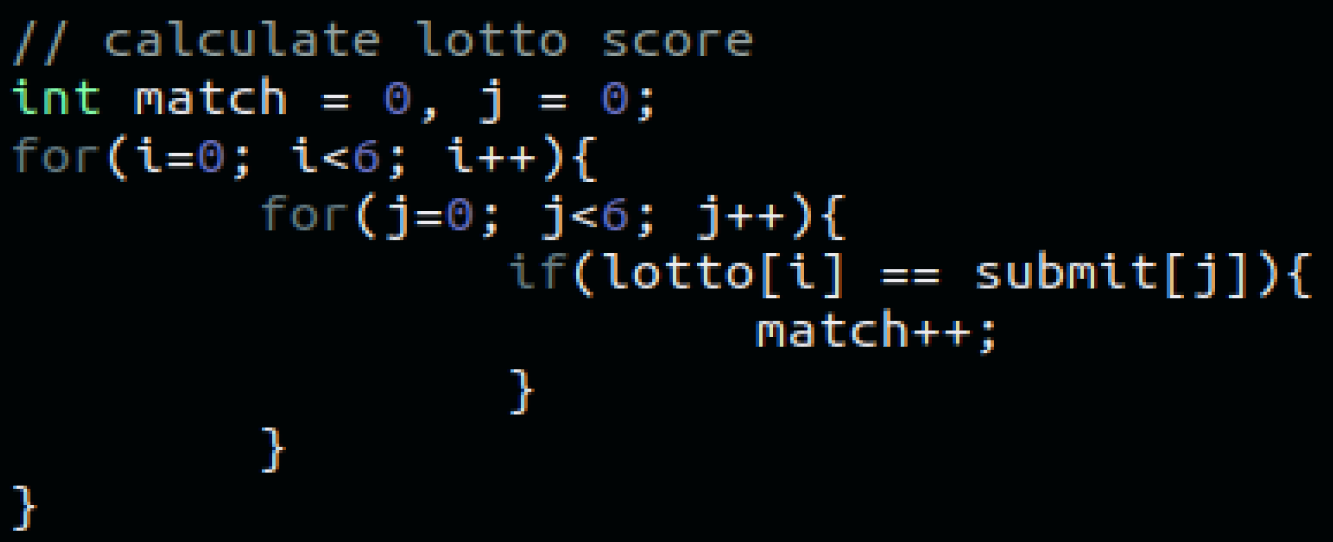 // calculate lotto score
int match = 0, j = 0;
for(i=0; i<6; i++){
        for(j=0; j<6; j++){
                if(lotto[i] == submit[j]){
                        match++;
                }
        }
}